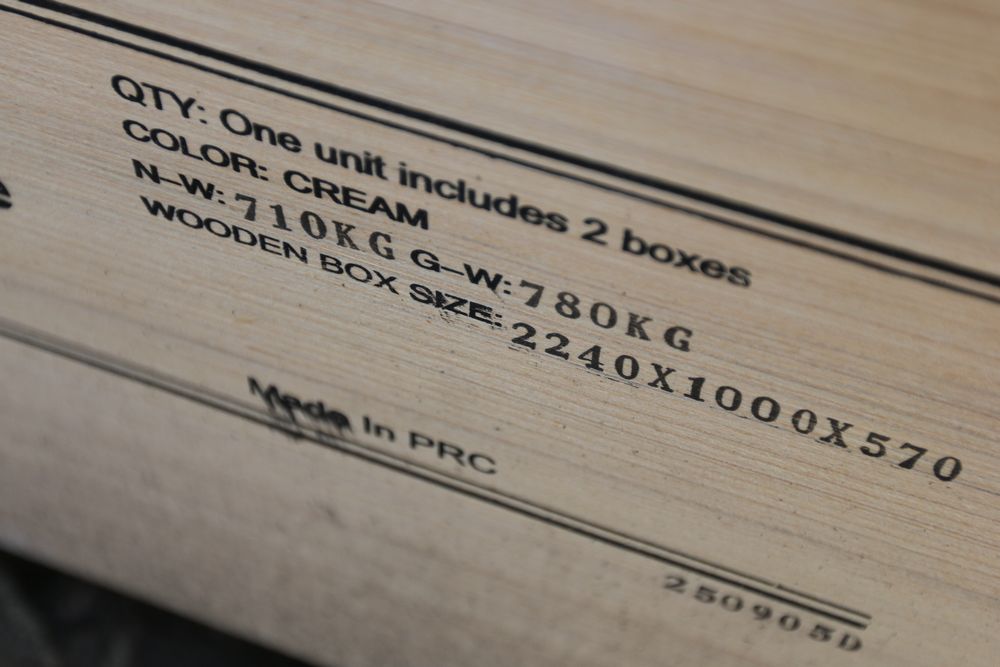 QTY: One unit includes 2 boxes
COLOR: CREAM
N–W:710KG G–W:780KG
WOODEN BOX SIZE:2240X1000X570
Made In PRC
250905D